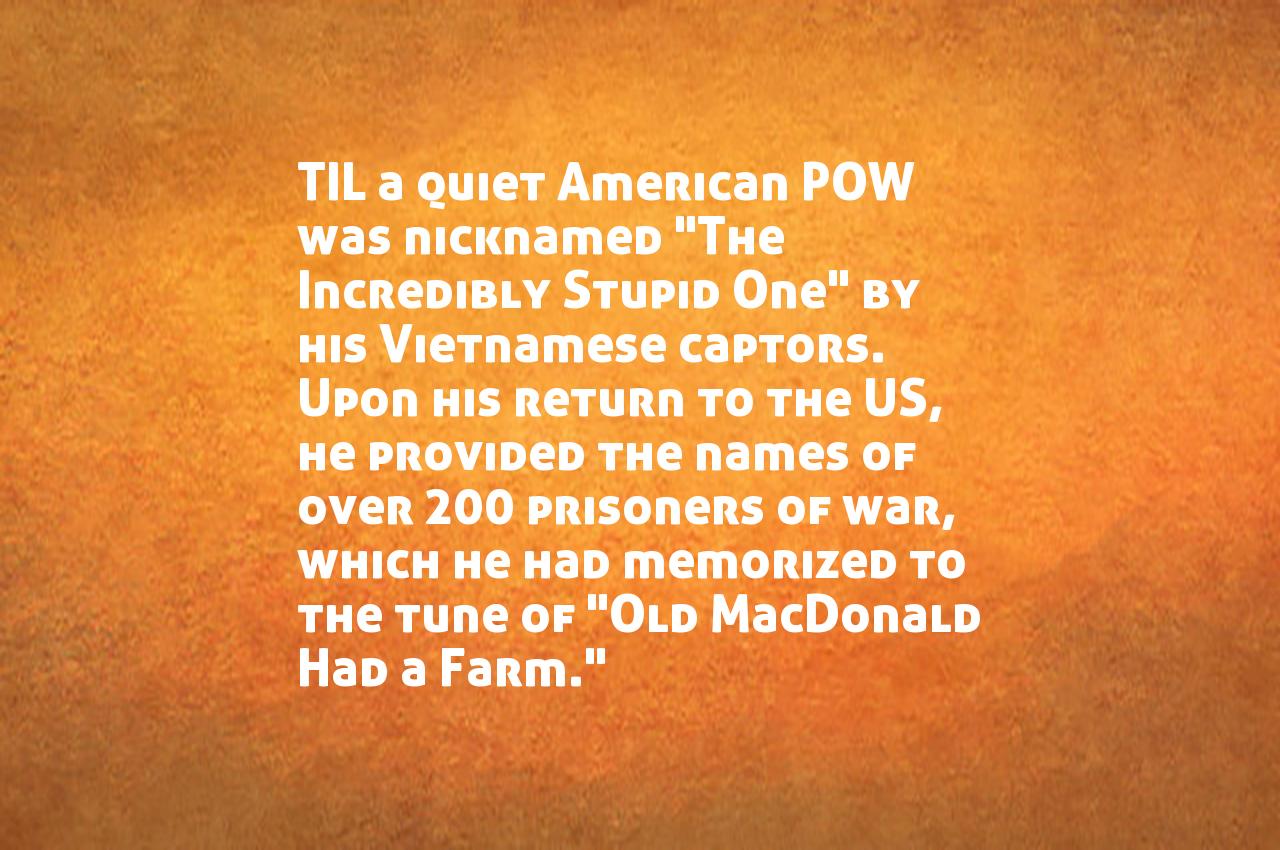 TIL a quiet American POW
was nicknamed "The
Incredibly Stupid One" by
his Vietnamese captors.
Upon his return to the US,
he provided the names of
over 200 prisoners of war,
which he had memorized to
the tune of "Old MacDonald
Had a Farm."